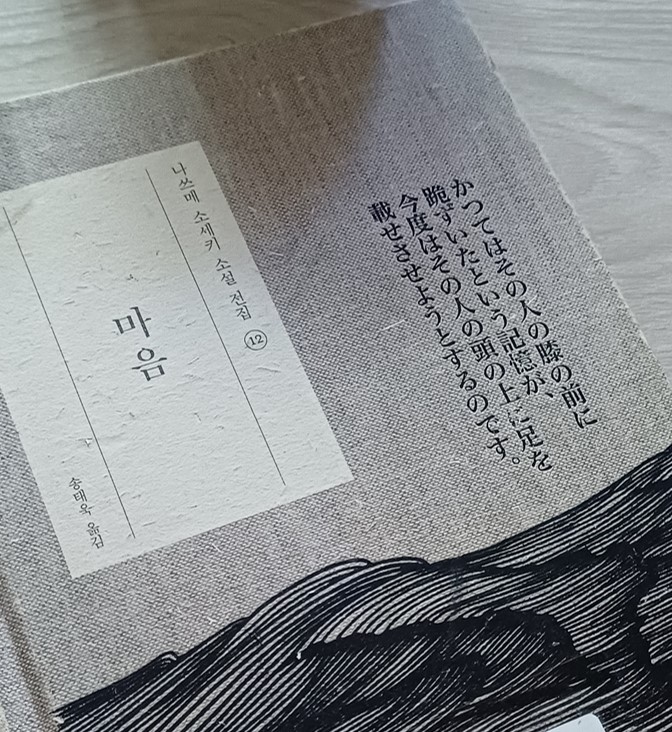 かつてはその人の膝の前に
跪ずいたという記憶が、
今度はその人の頭の上に足を
載せさせようとするのです。
나쓰메 소세키 소설 전집 12
마음
송태욱 옮김